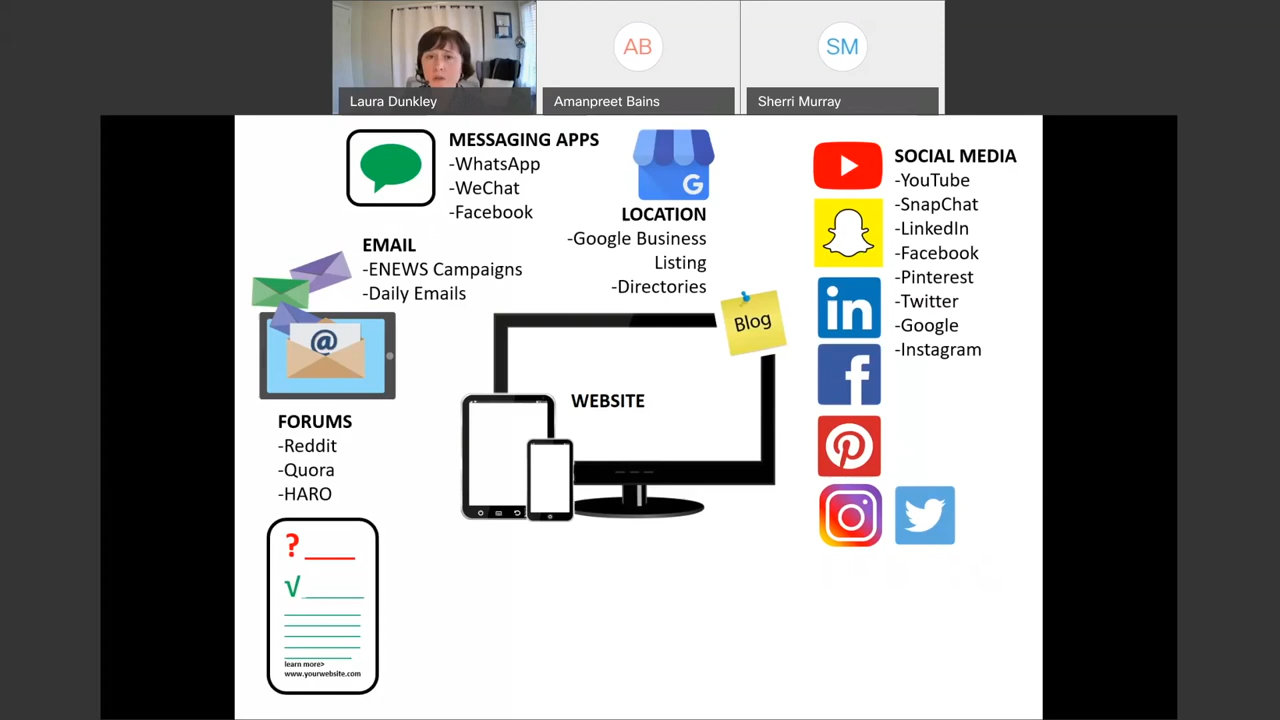 AB
SM
Laura Dunkley
Amanpreet Bains
Sherri Murray
MESSAGING APPS
-WhatsApp
-WeChat
-Facebook
G
LOCATION
-Google Business
Listing
-Directories
SOCIAL MEDIA
-YouTube
-SnapChat
-LinkedIn
-Facebook
-Pinterest
-Twitter
-Google
-Instagram
EMAIL
-ENEWS Campaigns
-Daily Emails
@
Blog
in
f
WEBSITE
FORUMS
-Reddit
-Quora
-HARO
?
√
learn more>
www.yourwebsite.com